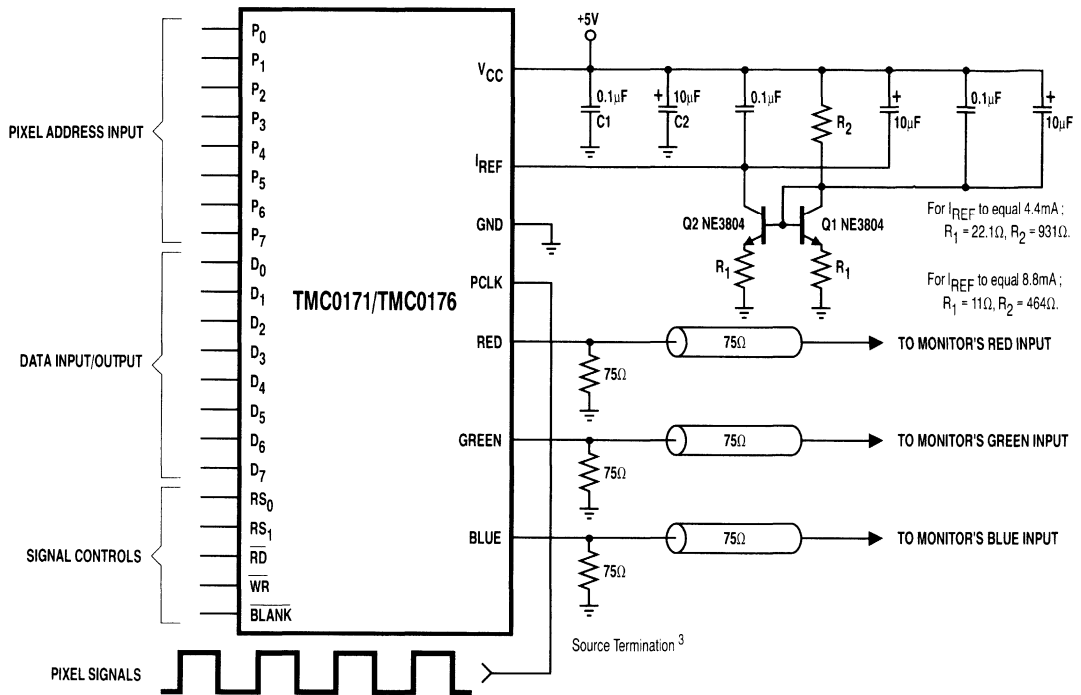 PIXEL ADDRESS INPUT
P0
P1
P2
P3
P4
P5
P6
P7
DATA INPUT/OUTPUT
D0
D1
D2
D3
D4
D5
D6
D7
SIGNAL CONTROLS
RS0
RS1
RD
WR
BLANK
PIXEL SIGNALS
TMC0171/TMC0176
VCC
IREF
GND
PCLK
RED
GREEN
BLUE
+5V
0.1µF
C1
+
10µF
C2
0.1µF
R2
+
10µF
0.1µF
+
10µF
Q2 NE3804
Q1 NE3804
R1
R1
For IREF to equal 4.4mA ;
R1 = 22.1Ω, R2 = 931Ω.
For IREF to equal 8.8mA ;
R1 = 11Ω, R2 = 464Ω.
75Ω
75Ω
TO MONITOR'S RED INPUT
75Ω
75Ω
TO MONITOR'S GREEN INPUT
75Ω
75Ω
TO MONITOR'S BLUE INPUT
Source Termination 3